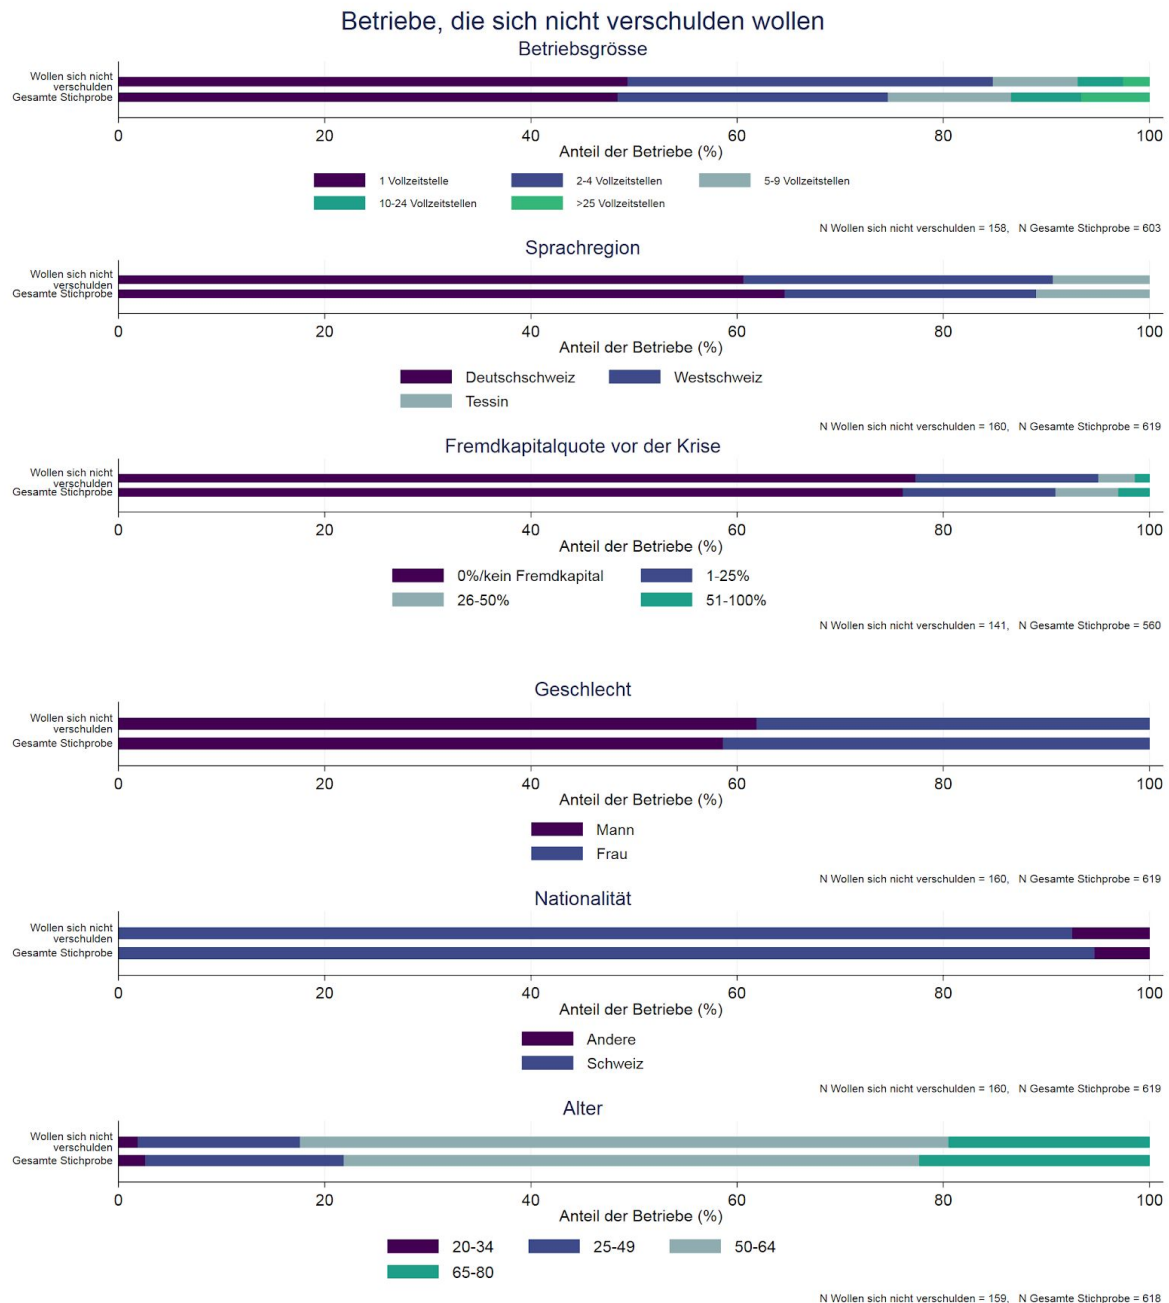 Betriebe, die sich nicht verschulden wollen
Betriebsgrösse
Wollen sich nicht
verschulden
Gesamte Stichprobe
0 20 40 60 80 100
Anteil der Betriebe (%)
1 Vollzeitstelle 2-4 Vollzeitstellen 5-9 Vollzeitstellen
10-24 Vollzeitstellen >25 Vollzeitstellen
N Wollen sich nicht verschulden = 158, N Gesamte Stichprobe = 603
Sprachregion
Wollen sich nicht
verschulden
Gesamte Stichprobe
0 20 40 60 80 100
Anteil der Betriebe (%)
Deutschschweiz Westschweiz
Tessin
N Wollen sich nicht verschulden = 160, N Gesamte Stichprobe = 619
Fremdkapitalquote vor der Krise
Wollen sich nicht
verschulden
Gesamte Stichprobe
0 20 40 60 80 100
Anteil der Betriebe (%)
0%/kein Fremdkapital 1-25%
26-50% 51-100%
N Wollen sich nicht verschulden = 141, N Gesamte Stichprobe = 560
Geschlecht
Wollen sich nicht
verschulden
Gesamte Stichprobe
0 20 40 60 80 100
Anteil der Betriebe (%)
Mann
Frau
N Wollen sich nicht verschulden = 160, N Gesamte Stichprobe = 619
Nationalität
Wollen sich nicht
verschulden
Gesamte Stichprobe
0 20 40 60 80 100
Anteil der Betriebe (%)
Andere
Schweiz
N Wollen sich nicht verschulden = 160, N Gesamte Stichprobe = 619
Alter
Wollen sich nicht
verschulden
Gesamte Stichprobe
0 20 40 60 80 100
Anteil der Betriebe (%)
20-34 25-49 50-64
65-80
N Wollen sich nicht verschulden = 159, N Gesamte Stichprobe = 618